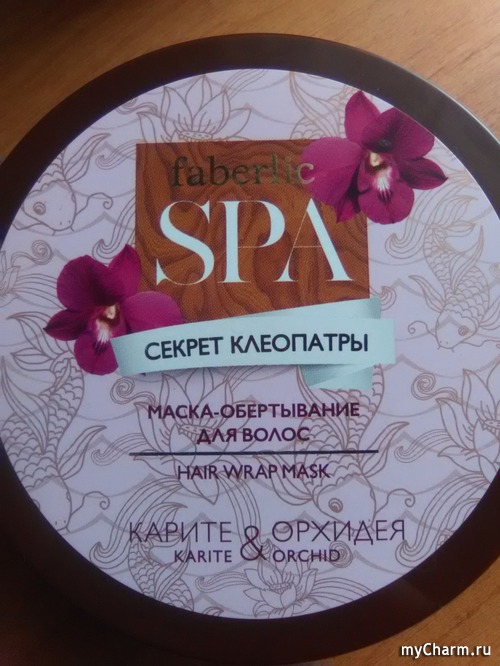 faberlic
SPA
СЕКРЕТ КЛЕОПАТРЫ
МАСКА-ОБЕРТЫВАНИЕ
ДЛЯ ВОЛОС
HAIR WRAP MASK
КАРИТЕ & ОРХИДЕЯ
KARITE ORCHID
myCharm.ru